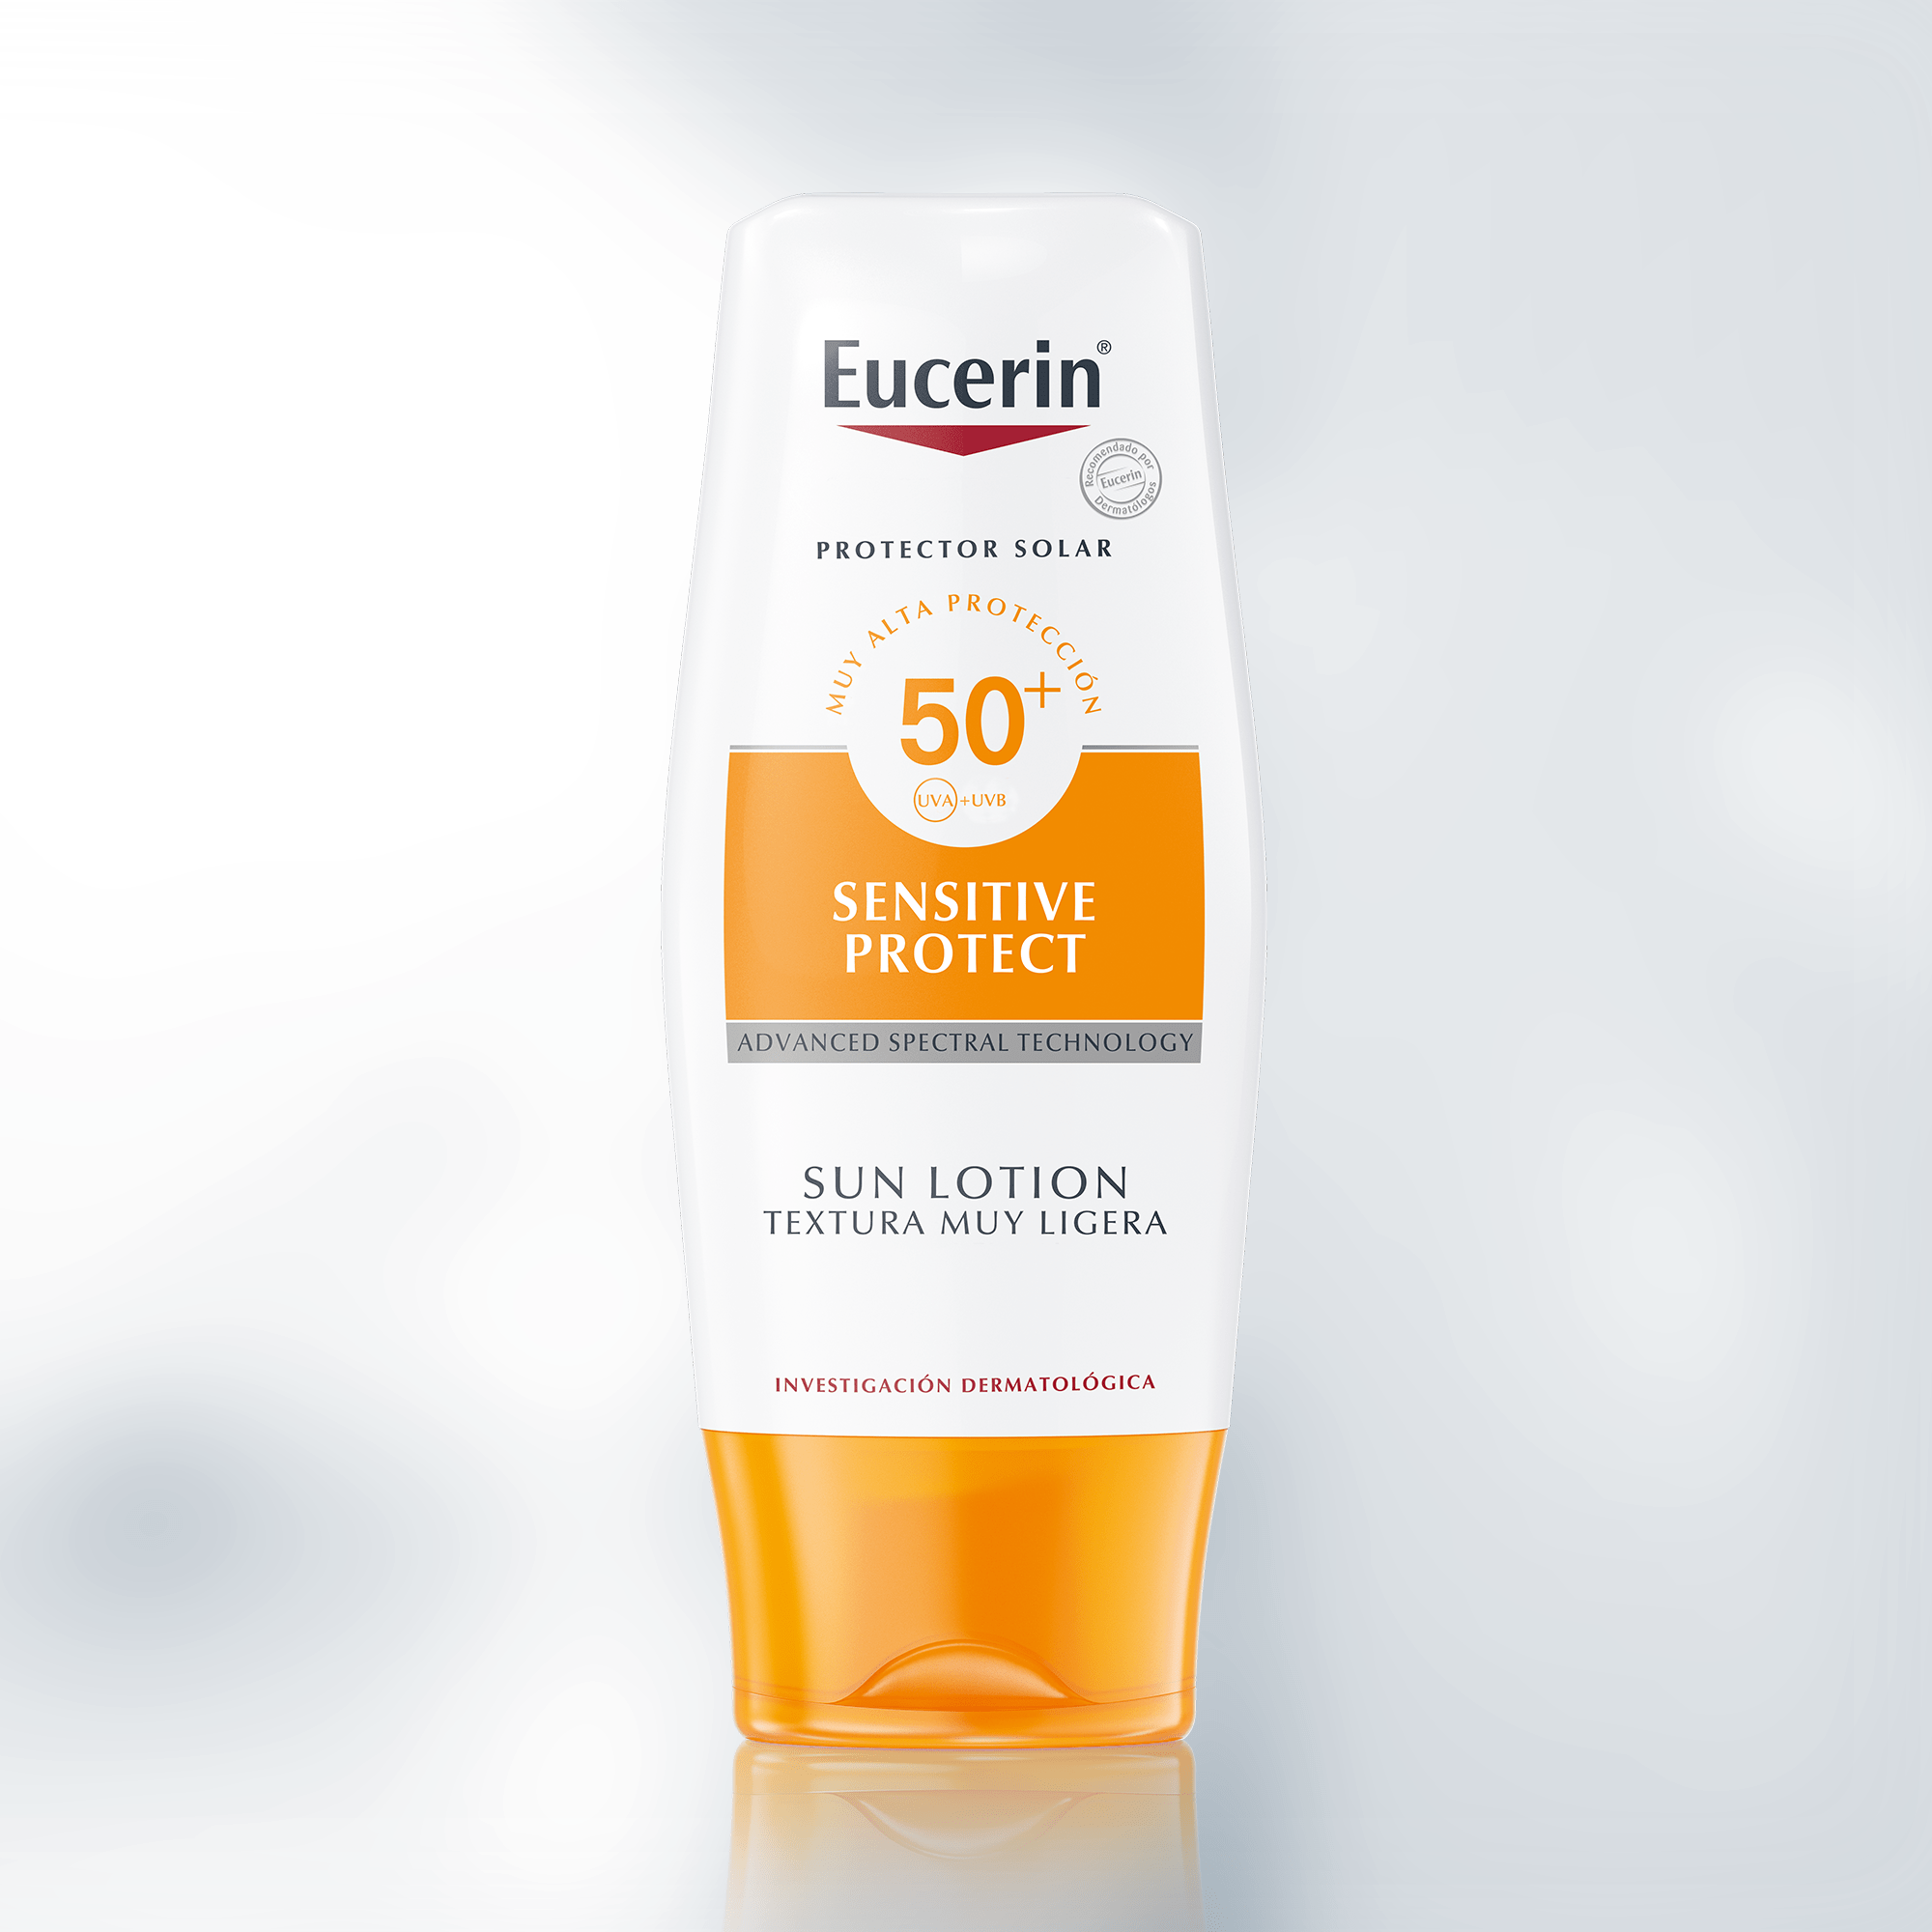 Eucerin®
Recomendado por
Eucerin
Dermatólogos
PROTECTOR SOLAR
MUY ALTA PROTECCIÓN
50+
UVA+UVB
SENSITIVE
PROTECT
ADVANCED SPECTRAL TECHNOLOGY
SUN LOTION
TEXTURA MUY LIGERA
INVESTIGACIÓN DERMATOLÓGICA